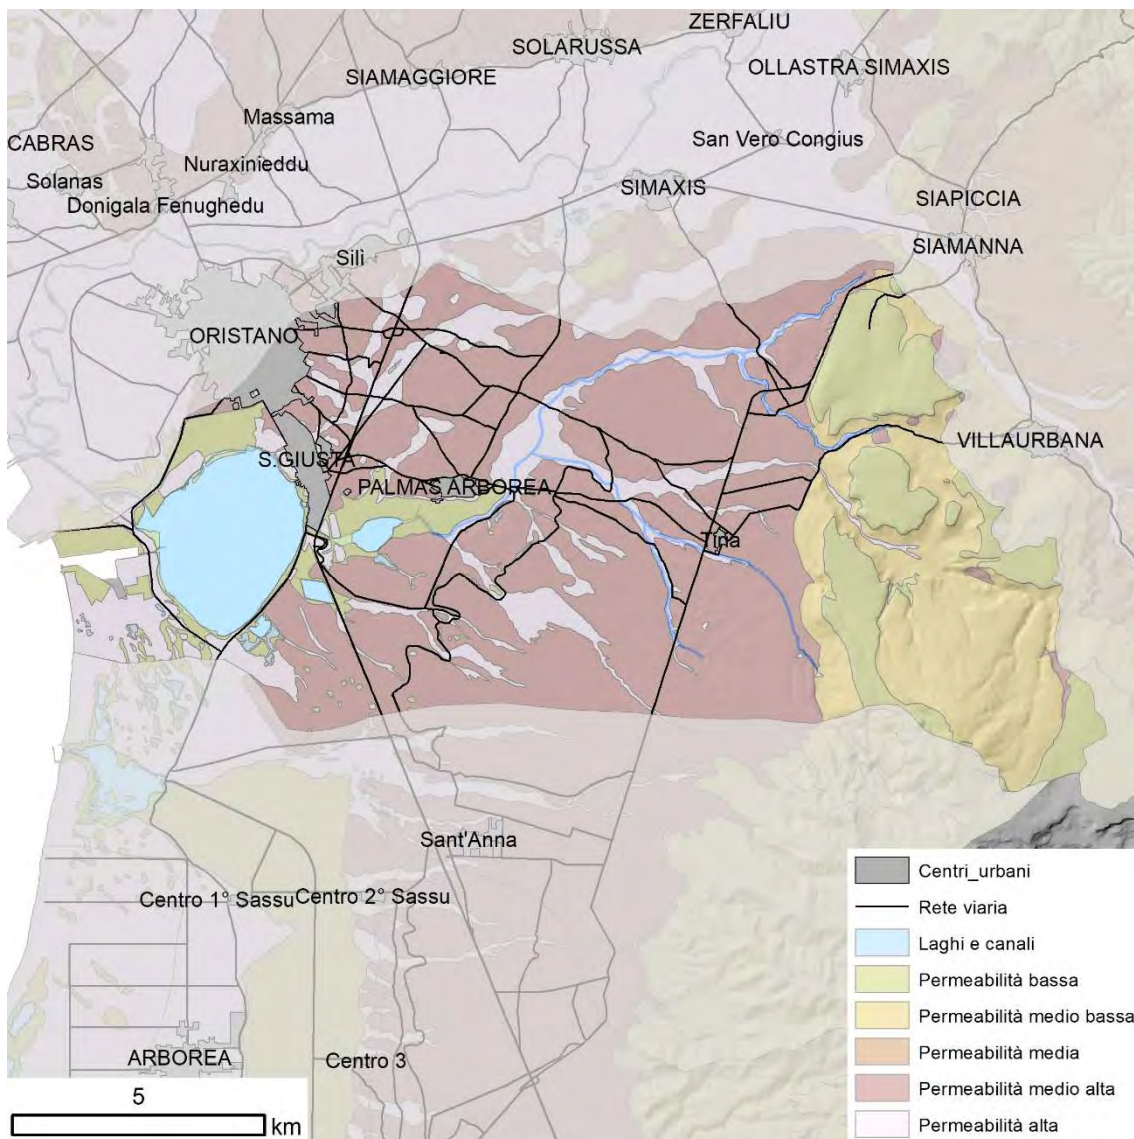 ZERFALIU
SOLARUSSA
OLLASTRA SIMAXIS
SIAMAGGIORE
Massama
CABRAS
San Vero Congius
Nuraxinieddu
Solanas
SIMAXIS
Donigala Fenughedu
SIAPICCIA
SIAMANNA
Silì
ORISTANO
VILLAURBANA
S.GIUSTA
PALMAS ARBOREA
Tina
Sant'Anna
Centro 1° Sassu
Centro 2° Sassu
ARBOREA
Centro 3
5
km
Centri_urbani
Rete viaria
Laghi e canali
Permeabilità bassa
Permeabilità medio bassa
Permeabilità media
Permeabilità medio alta
Permeabilità alta